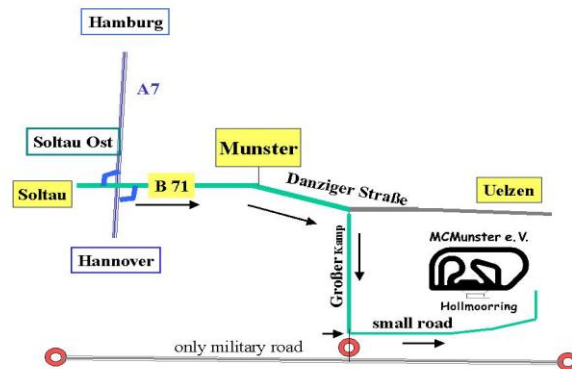 Hamburg
A7
Soltau Ost
Munster
Soltau
B 71
Danziger Straße
Uelzen
MCMunster e. V.
Hannover
Großer Kamp
Hollmoorring
small road
only military road